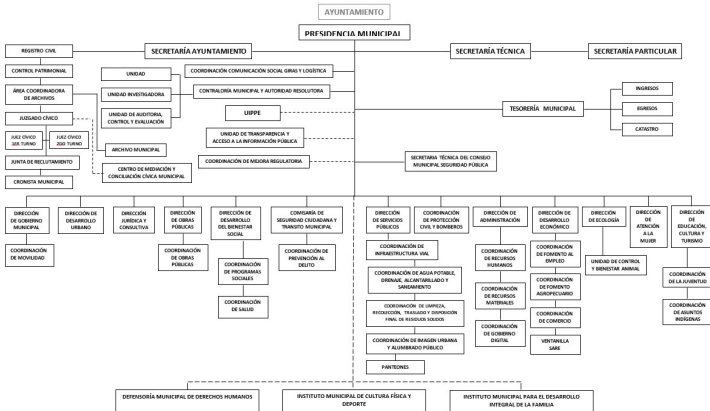 AYUNTAMIENTO
PRESIDENCIA MUNICIPAL
REGISTRO CIVIL
SECRETARÍA AYUNTAMIENTO
SECRETARÍA TÉCNICA
SECRETARÍA PARTICULAR
CONTROL PATRIMONIAL
ÁREA COORDINADORA
DE ARCHIVOS
JUZGADO CÍVICO
JUEZ CÍVICO
1ER TURNO
JUEZ CÍVICO
2DO TURNO
JUNTA DE RECLUTAMIENTO
CRONISTA MUNICIPAL
UNIDAD
UNIDAD INVESTIGADORA
UNIDAD DE AUDITORIA,
CONTROL Y EVALUACIÓN
ARCHIVO MUNICIPAL
CENTRO DE MEDIACIÓN Y
CONCILIACIÓN CÍVICA MUNICIPAL
COORDINACIÓN COMUNICACIÓN SOCIAL GIRAS Y LOGÍSTICA
CONTRALORÍA MUNICIPAL Y AUTORIDAD RESOLUTORA
UIPPE
UNIDAD DE TRANSPARENCIA Y
ACCESO A LA INFORMACIÓN PÚBLICA
COORDINACIÓN DE MEJORA REGULATORIA
TESORERÍA MUNICIPAL
INGRESOS
EGRESOS
CATASTRO
SECRETARIA TÉCNICA DEL CONSEJO
MUNICIPAL SEGURIDAD PÚBLICA
DIRECCIÓN
DE GOBIERNO
MUNICIPAL
COORDINACIÓN
DE MOVILIDAD
DIRECCIÓN DE
DESARROLLO
URBANO
DIRECCIÓN
JURÍDICA Y
CONSULTIVA
DIRECCIÓN
DE OBRAS
PÚBLICAS
COORDINACIÓN
DE OBRAS
PÚBLICAS
DIRECCIÓN DE
DESARROLLO
DEL BIENESTAR
SOCIAL
COORDINACIÓN
DE PROGRAMAS
SOCIALES
COORDINACIÓN
DE SALUD
COMISARÍA DE
SEGURIDAD CIUDADANA Y
TRANSITO MUNICIPAL
COORDINACIÓN DE
PREVENCIÓN AL
DELITO
DIRECCIÓN
DE SERVICIOS
PÚBLICOS
COORDINACIÓN DE
INFRAESTRUCTURA VIAL
COORDINACIÓN DE AGUA POTABLE,
DRENAJE, ALCANTARILLADO Y
SANEAMIENTO
COORDINACIÓN DE LIMPIEZA,
RECOLECCIÓN, TRASLADO Y DISPOSICIÓN
FINAL DE RESIDUOS SOLIDOS
COORDINACIÓN DE IMAGEN URBANA
Y ALUMBRADO PÚBLICO
PANTEONES
COORDINACIÓN
DE PROTECCIÓN
CIVIL Y BOMBEROS
DIRECCIÓN DE
ADMINISTRACIÓN
COORDINACIÓN
DE RECURSOS
HUMANOS
COORDINACIÓN
DE RECURSOS
MATERIALES
COORDINACIÓN
DE GOBIERNO
DIGITAL
DIRECCIÓN DE
DESARROLLO
ECONÓMICO
COORDINACIÓN
DE FOMENTO AL
EMPLEO
COORDINACIÓN
DE FOMENTO
AGROPECUARIO
COORDINACIÓN
DE COMERCIO
VENTANILLA
SARE
DIRECCIÓN
DE ECOLOGÍA
UNIDAD DE CONTROL
Y BIENESTAR ANIMAL
DIRECCIÓN
DE
ATENCIÓN
A LA
MUJER
DIRECCIÓN
DE
EDUCACIÓN,
CULTURA Y
TURISMO
COORDINACIÓN
DE LA JUVENTUD
COORDINACIÓN
DE ASUNTOS
INDÍGENAS
DEFENSORÍA MUNICIPAL DE DERECHOS HUMANOS
INSTITUTO MUNICIPAL DE CULTURA FÍSICA Y
DEPORTE
INSTITUTO MUNICIPAL PARA EL DESARROLLO
INTEGRAL DE LA FAMILIA